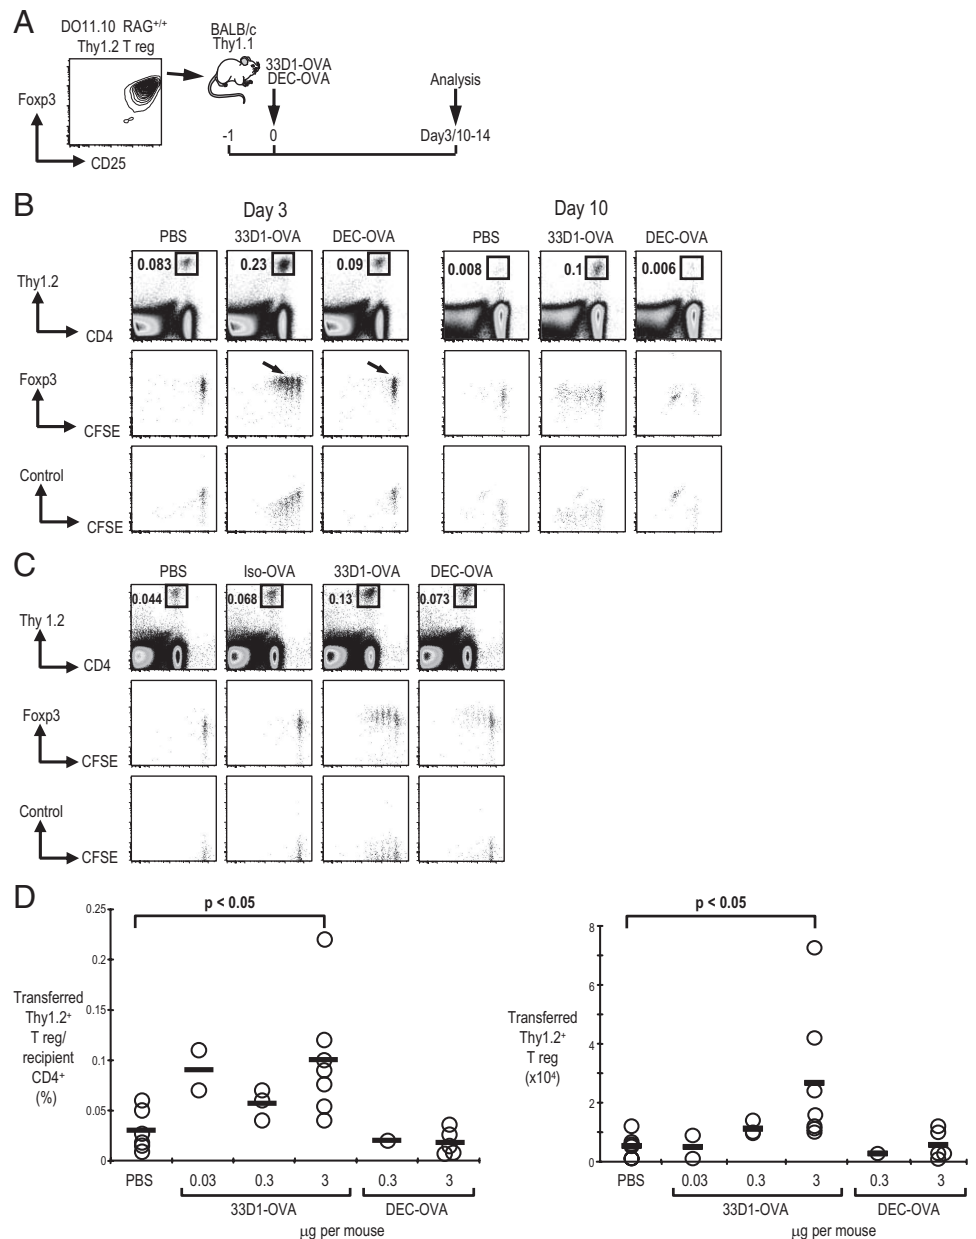 A
DO11.10 RAG+/+
Thy1.2 T reg
BALB/c
Thy1.1
33D1-OVA
DEC-OVA
Analysis
Foxp3
CD25
-1 0 Day3/10-14
B
Day 3 Day 10
PBS 33D1-OVA DEC-OVA PBS 33D1-OVA DEC-OVA
0.083 0.23 0.09 0.008 0.1 0.006
Thy1.2
CD4
Foxp3
CFSE
Control
CFSE
C
PBS Iso-OVA 33D1-OVA DEC-OVA
0.044 0.068 0.13 0.073
Thy 1.2
CD4
Foxp3
CFSE
Control
CFSE
D
p < 0.05
0.25
0.2
0.15
0.1
0.05
0
Transferred
Thy1.2+
T reg/
recipient
CD4+
(%)
PBS 0.03 0.3 3 0.3 3
33D1-OVA DEC-OVA
µg per mouse
p < 0.05
8
6
4
2
0
Transferred
Thy1.2+
T reg
(x10⁴)
PBS 0.03 0.3 3 0.3 3
33D1-OVA DEC-OVA
µg per mouse